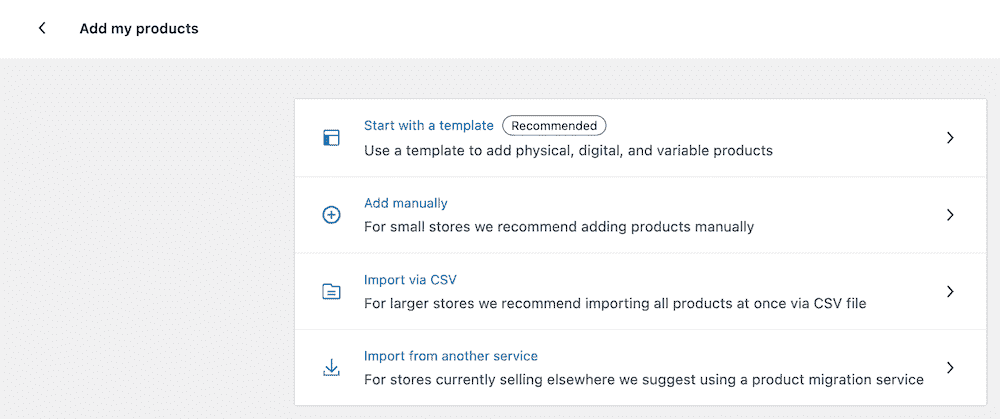 Add my products
Start with a template Recommended
Use a template to add physical, digital, and variable products
Add manually
For small stores we recommend adding products manually
Import via CSV
For larger stores we recommend importing all products at once via CSV file
Import from another service
For stores currently selling elsewhere we suggest using a product migration service